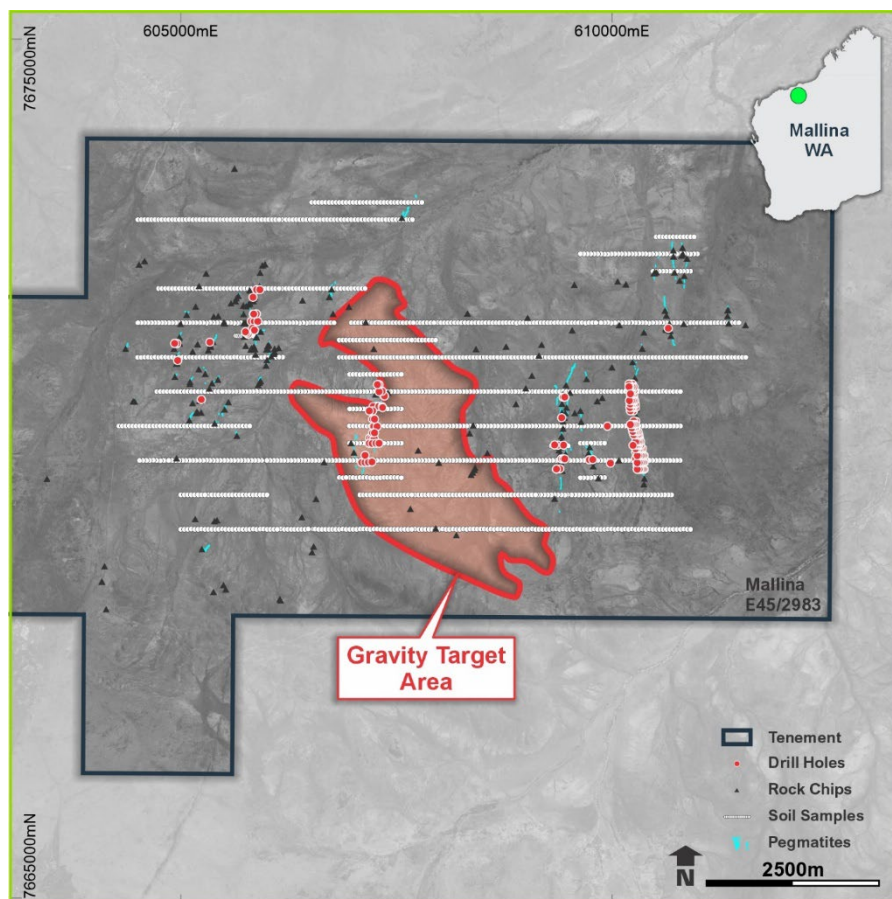 605000mE
610000mE
7675000mN
Mallina
WA
Mallina
E45/2983
Gravity Target
Area
Tenement
Drill Holes
Rock Chips
Soil Samples
Pegmatites
N
2500m
7665000mN